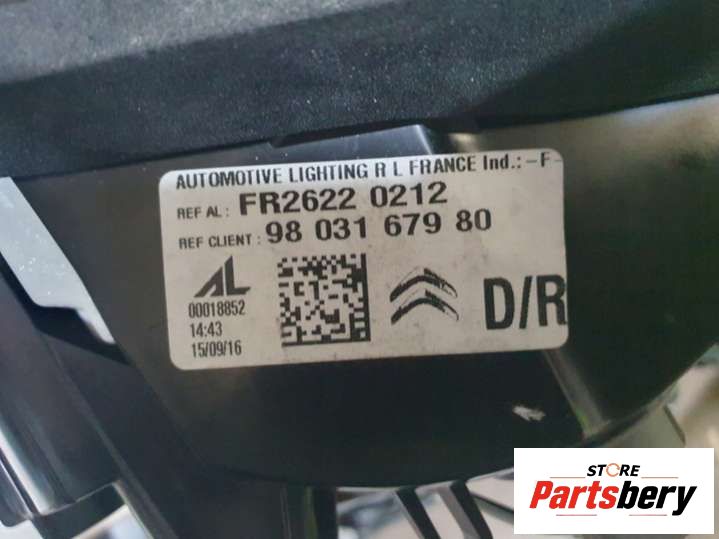 AUTOMOTIVE LIGHTING R L FRANCE Ind.: -F-
REF AL: FR2622 0212
REF CLIENT: 98 031 679 80
AL
00018852
14:43
15/09/16
D/R
STORE
Partsbery